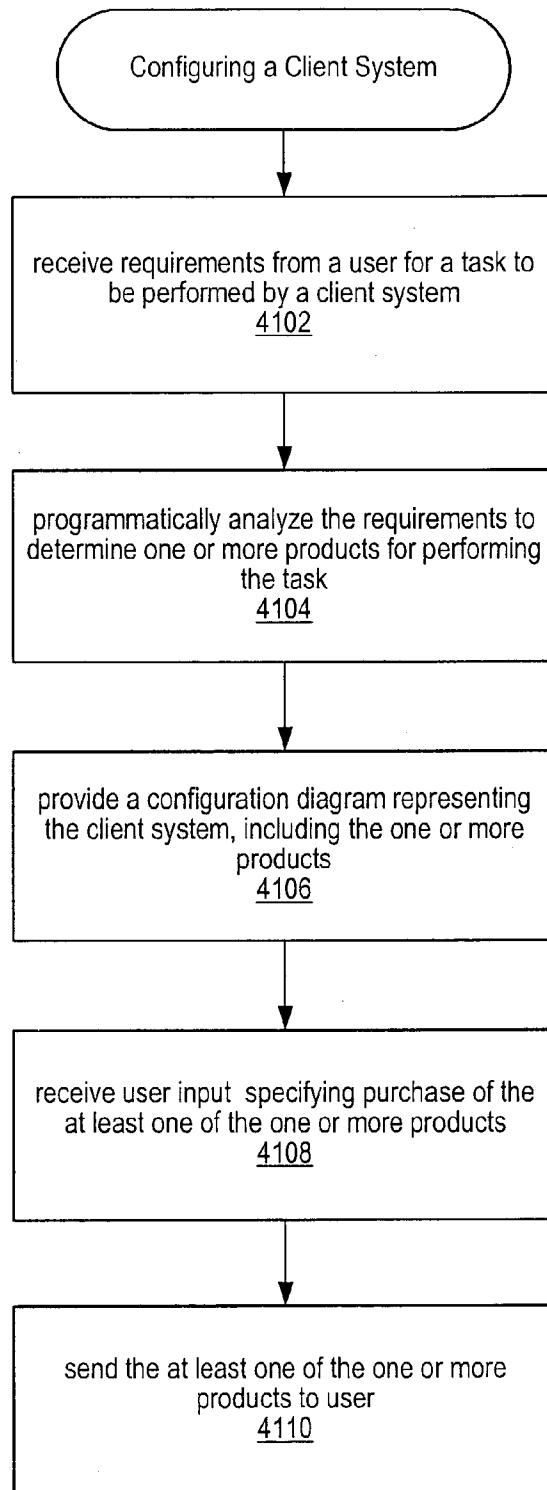 Configuring a Client System
receive requirements from a user for a task to
be performed by a client system
4102
programmatically analyze the requirements to
determine one or more products for performing
the task
4104
provide a configuration diagram representing
the client system, including the one or more
products
4106
receive user input specifying purchase of the
at least one of the one or more products
4108
send the at least one of the one or more
products to user
4110